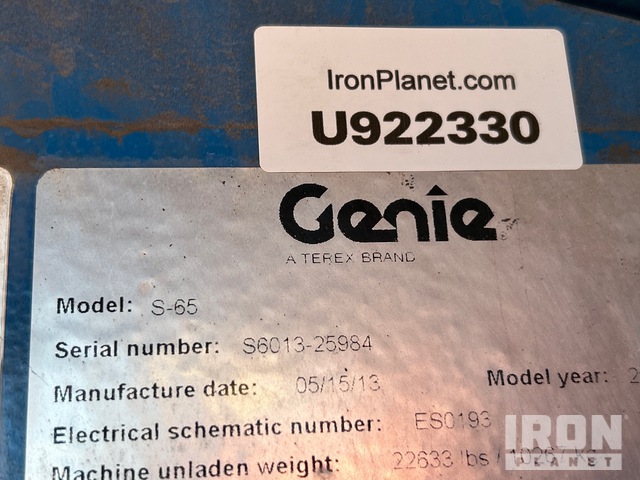 IronPlanet.com
U922330
Genie
A TEREX BRAND
Model: S-65
Serial number: S6013-25984
Manufacture date: 05/15/13 Model year:
Electrical schematic number: ES0193
Machine unladen weight: 22633 lbs /
IRON
PLANET